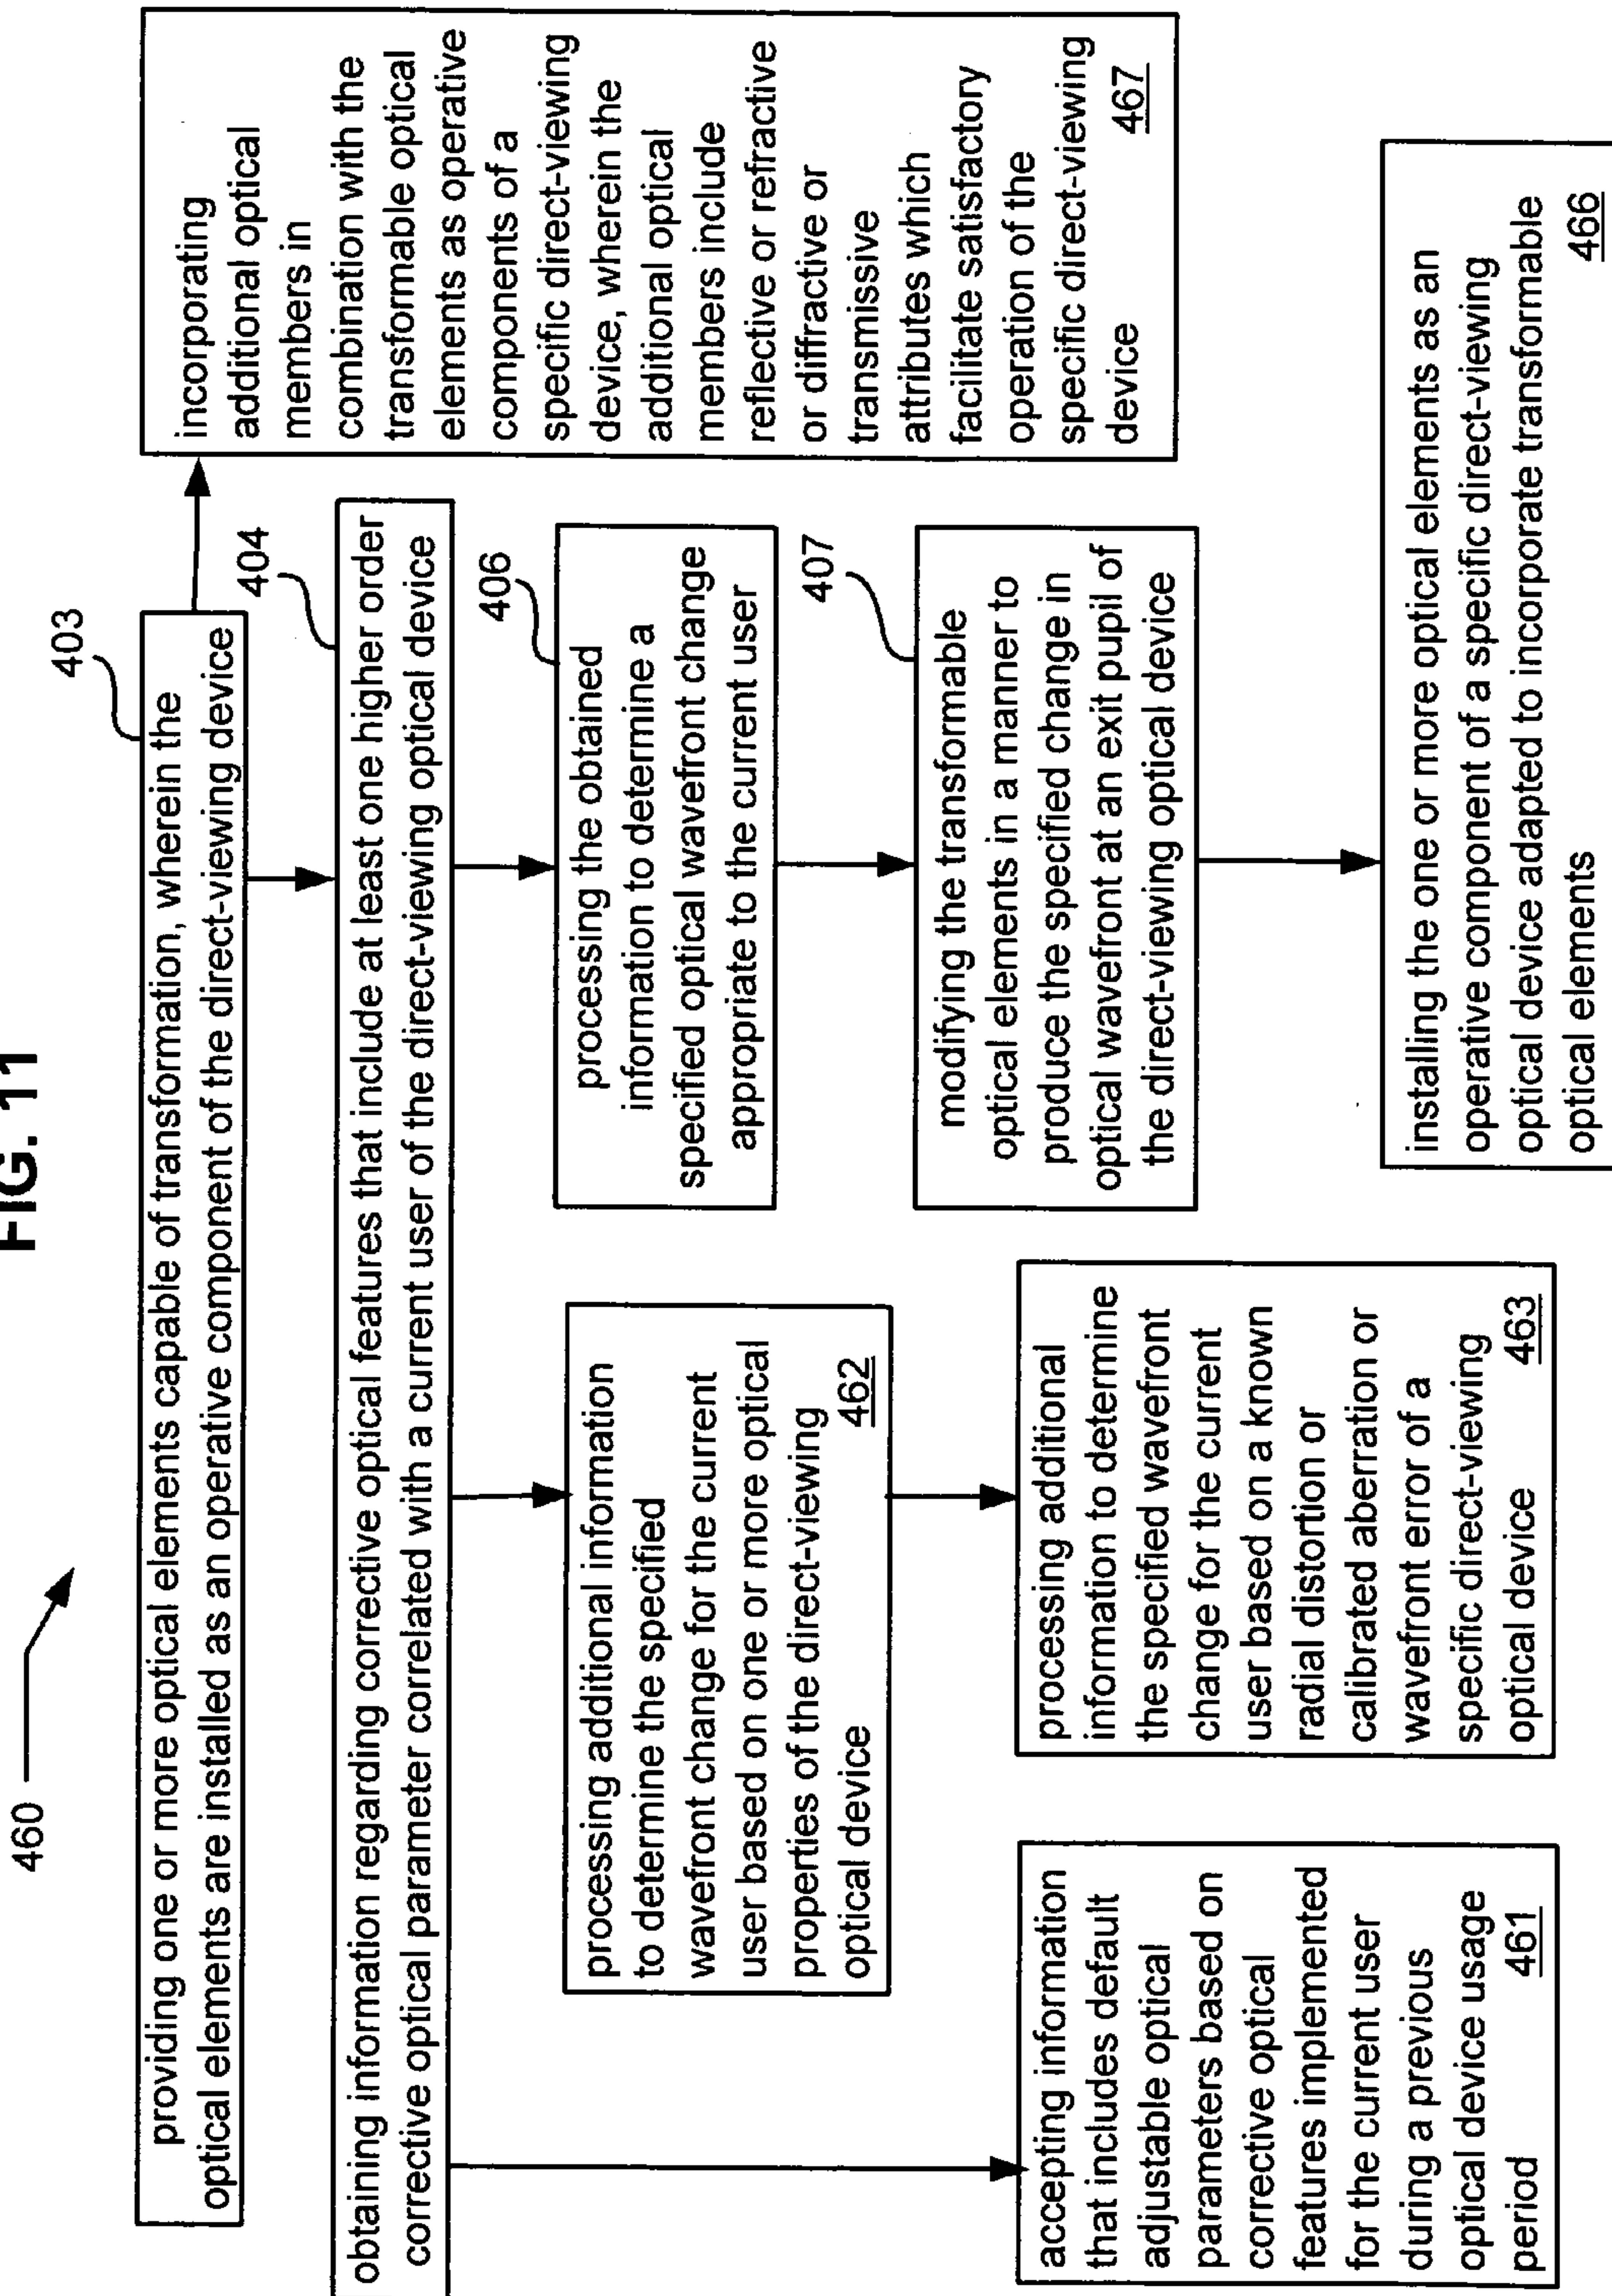 FIG. 11
460
403
providing one or more optical elements capable of transformation, wherein the
optical elements are installed as an operative component of the direct-viewing device
404
obtaining information regarding corrective optical features that include at least one higher order
corrective optical parameter correlated with a current user of the direct-viewing optical device
incorporating
additional optical
members in
combination with the
transformable optical
elements as operative
components of a
specific direct-viewing
device, wherein the
additional optical
members include
reflective or refractive
or diffractive or
transmissive
attributes which
facilitate satisfactory
operation of the
specific direct-viewing
device 467
406
processing the obtained
information to determine a
specified optical wavefront change
appropriate to the current user
407
modifying the transformable
optical elements in a manner to
produce the specified change in
optical wavefront at an exit pupil of
the direct-viewing optical device
processing additional information
to determine the specified
wavefront change for the current
user based on one or more optical
properties of the direct-viewing
optical device 462
accepting information
that includes default
adjustable optical
parameters based on
corrective optical
features implemented
for the current user
during a previous
optical device usage
period 461
processing additional
information to determine
the specified wavefront
change for the current
user based on a known
radial distortion or
calibrated aberration or
wavefront error of a
specific direct-viewing
optical device 463
installing the one or more optical elements as an
operative component of a specific direct-viewing
optical device adapted to incorporate transformable
optical elements 466